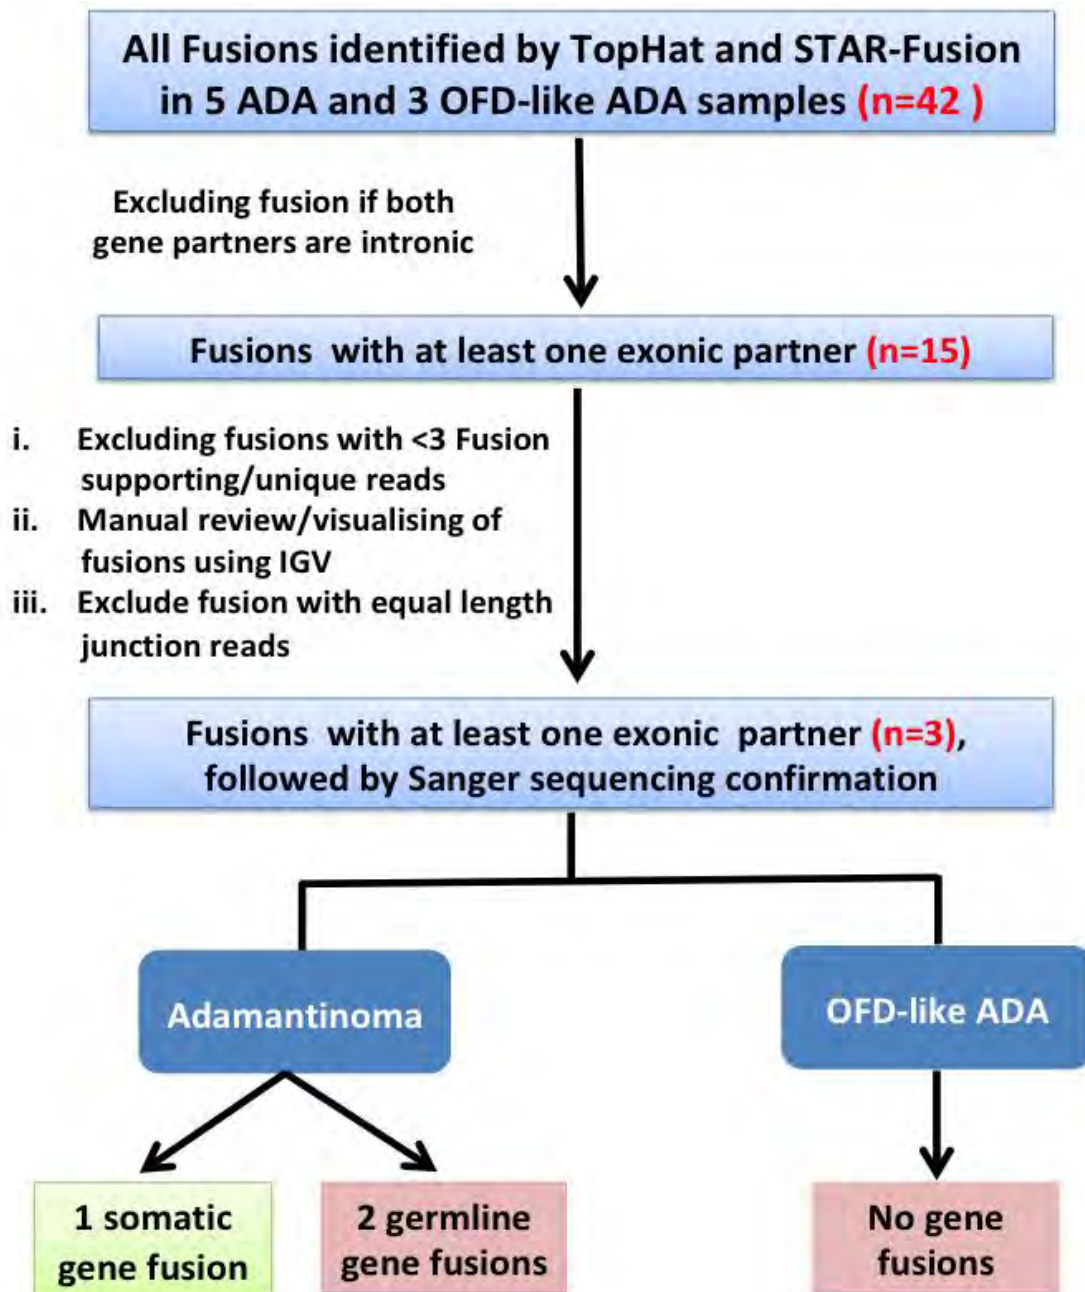 All Fusions identified by TopHat and STAR-Fusion
in 5 ADA and 3 OFD-like ADA samples (n=42 )
Excluding fusion if both
gene partners are intronic
Fusions  with at least one exonic partner (n=15)
i. Excluding fusions with <3 Fusion
supporting/unique reads
ii. Manual review/visualising of
fusions using IGV
iii. Exclude fusion with equal length
junction reads
Fusions  with at least one exonic  partner (n=3),
followed by Sanger sequencing confirmation
Adamantinoma
OFD-like ADA
1 somatic
gene fusion
2 germline
gene fusions
No gene
fusions